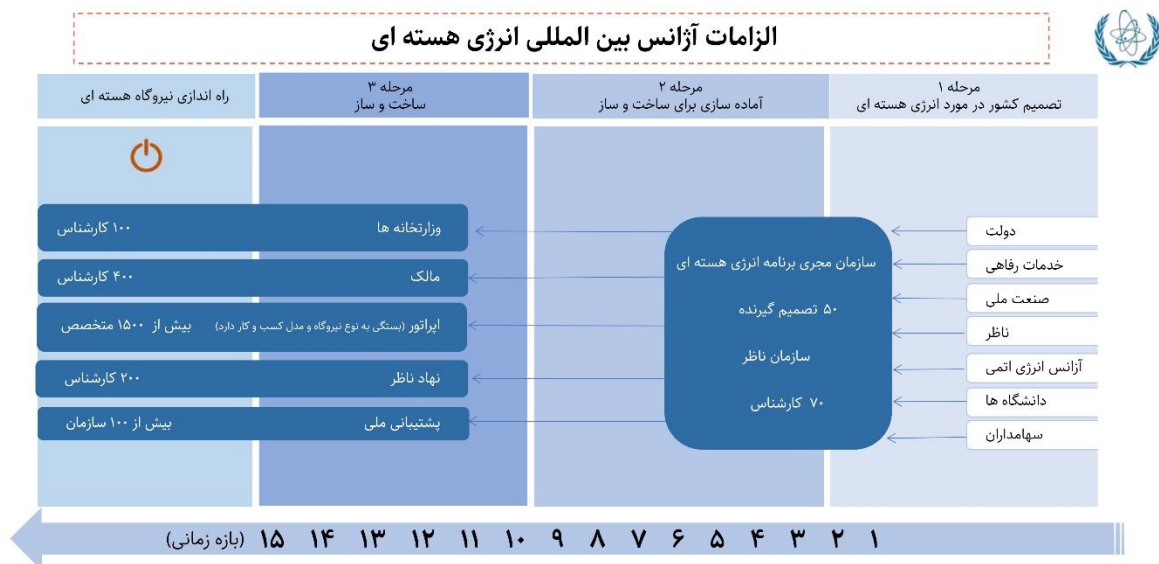 الزامات آژانس بین المللی انرژی هسته ای
مرحله ۱
تصمیم کشور در مورد انرژی هسته ای
مرحله ۲
آماده سازی برای ساخت و ساز
مرحله ۳
ساخت و ساز
راه اندازی نیروگاه هسته ای
دولت
خدمات رفاهی
صنعت ملی
ناظر
آزانس انرژی اتمی
دانشگاه ها
سهامداران
سازمان مجری برنامه انرژی هسته ای
۵۰ تصمیم گیرنده
سازمان ناظر
۷۰ کارشناس
وزارتخانه ها ۱۰۰ کارشناس
مالک ۴۰۰ کارشناس
اپراتور (بستگی به نوع نیروگاه و مدل کسب و کار دارد) بیش از ۱۵۰۰ متخصص
نهاد ناظر ۲۰۰ کارشناس
پشتیبانی ملی بیش از ۱۰۰ سازمان
۱ ۲ ۳ ۴ ۵ ۶ ۷ ۸ ۹ ۱۰ ۱۱ ۱۲ ۱۳ ۱۴ ۱۵ (بازه زمانی)